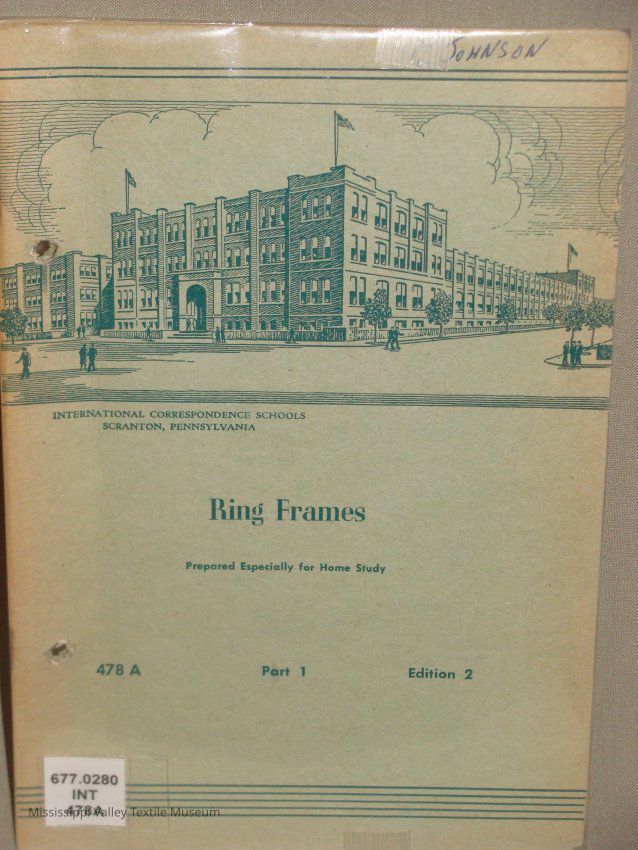 JOHNSON
INTERNATIONAL CORRESPONDENCE SCHOOLS
SCRANTON, PENNSYLVANIA
Ring Frames
Prepared Especially for Home Study
478 A Part 1 Edition 2
677.0280
INT
478A
Mississippi Valley Textile Museum